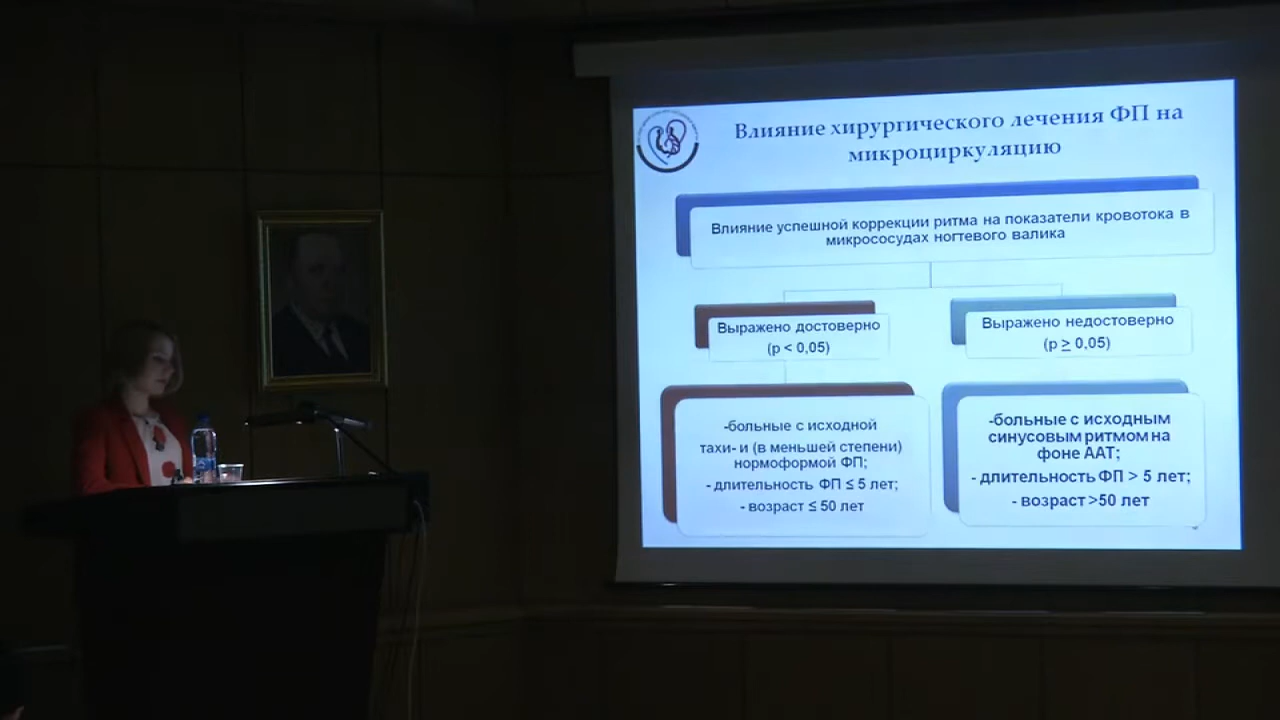 Влияние хирургического лечения ФП на
микроциркуляцию
Влияние успешной коррекции ритма на показатели кровотока в
микрососудах ногтевого валика
Выражено достоверно
(р < 0,05)
Выражено недостоверно
(р ≥ 0,05)
-больные с исходной
тахи- и (в меньшей степени)
нормоформой ФП;
- длительность ФП ≤ 5 лет;
- возраст ≤ 50 лет
-больные с исходным
синусовым ритмом на
фоне ААТ;
- длительность ФП > 5 лет;
- возраст >50 лет